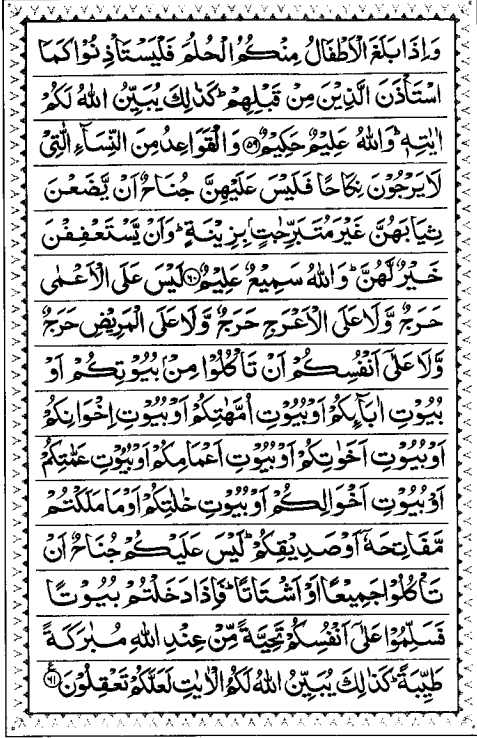 وَاِذَا بَلَغَ الْاَطْفَالُ مِنْكُمُ الْحُلُمَ فَلْيَسْتَاْذِنُوْا كَمَا
اسْتَاْذَنَ الَّذِيْنَ مِنْ قَبْلِهِمْ ؕ كَذٰلِكَ يُبَيِّنُ اللّٰهُ لَكُمْ
اٰيٰتِهٖ ؕ وَاللّٰهُ عَلِيْمٌ حَكِيْمٌ ﴿۵۹﴾ وَالْقَوَاعِدُ مِنَ النِّسَآءِ الّٰتِيْ
لَا يَرْجُوْنَ نِكَاحًا فَلَيْسَ عَلَيْهِنَّ جُنَاحٌ اَنْ يَّضَعْنَ
ثِيَابَهُنَّ غَيْرَ مُتَبَرِّجٰتٍۭ بِزِيْنَةٍ ؕ وَاَنْ يَّسْتَعْفِفْنَ
خَيْرٌ لَّهُنَّ ؕ وَاللّٰهُ سَمِيْعٌ عَلِيْمٌ ﴿۶۰﴾ لَيْسَ عَلَى الْاَعْمٰى
حَرَجٌ وَّلَا عَلَى الْاَعْرَجِ حَرَجٌ وَّلَا عَلَى الْمَرِيْضِ حَرَجٌ
وَّلَا عَلٰٓى اَنْفُسِكُمْ اَنْ تَاْكُلُوْا مِنْۢ بُيُوْتِكُمْ اَوْ
بُيُوْتِ اٰبَآئِكُمْ اَوْ بُيُوْتِ اُمَّهٰتِكُمْ اَوْ بُيُوْتِ اِخْوَانِكُمْ
اَوْ بُيُوْتِ اَخَوٰتِكُمْ اَوْ بُيُوْتِ اَعْمَامِكُمْ اَوْ بُيُوْتِ عَمّٰتِكُمْ
اَوْ بُيُوْتِ اَخْوَالِكُمْ اَوْ بُيُوْتِ خٰلٰتِكُمْ اَوْ مَا مَلَكْتُمْ
مَّفَاتِحَهٗٓ اَوْ صَدِيْقِكُمْ ؕ لَيْسَ عَلَيْكُمْ جُنَاحٌ اَنْ
تَاْكُلُوْا جَمِيْعًا اَوْ اَشْتَاتًا ؕ فَاِذَا دَخَلْتُمْ بُيُوْتًا
فَسَلِّمُوْا عَلٰٓى اَنْفُسِكُمْ تَحِيَّةً مِّنْ عِنْدِ اللّٰهِ مُبٰرَكَةً
طَيِّبَةً ؕ كَذٰلِكَ يُبَيِّنُ اللّٰهُ لَكُمُ الْاٰيٰتِ لَعَلَّكُمْ تَعْقِلُوْنَ ﴿۶۱﴾ ع